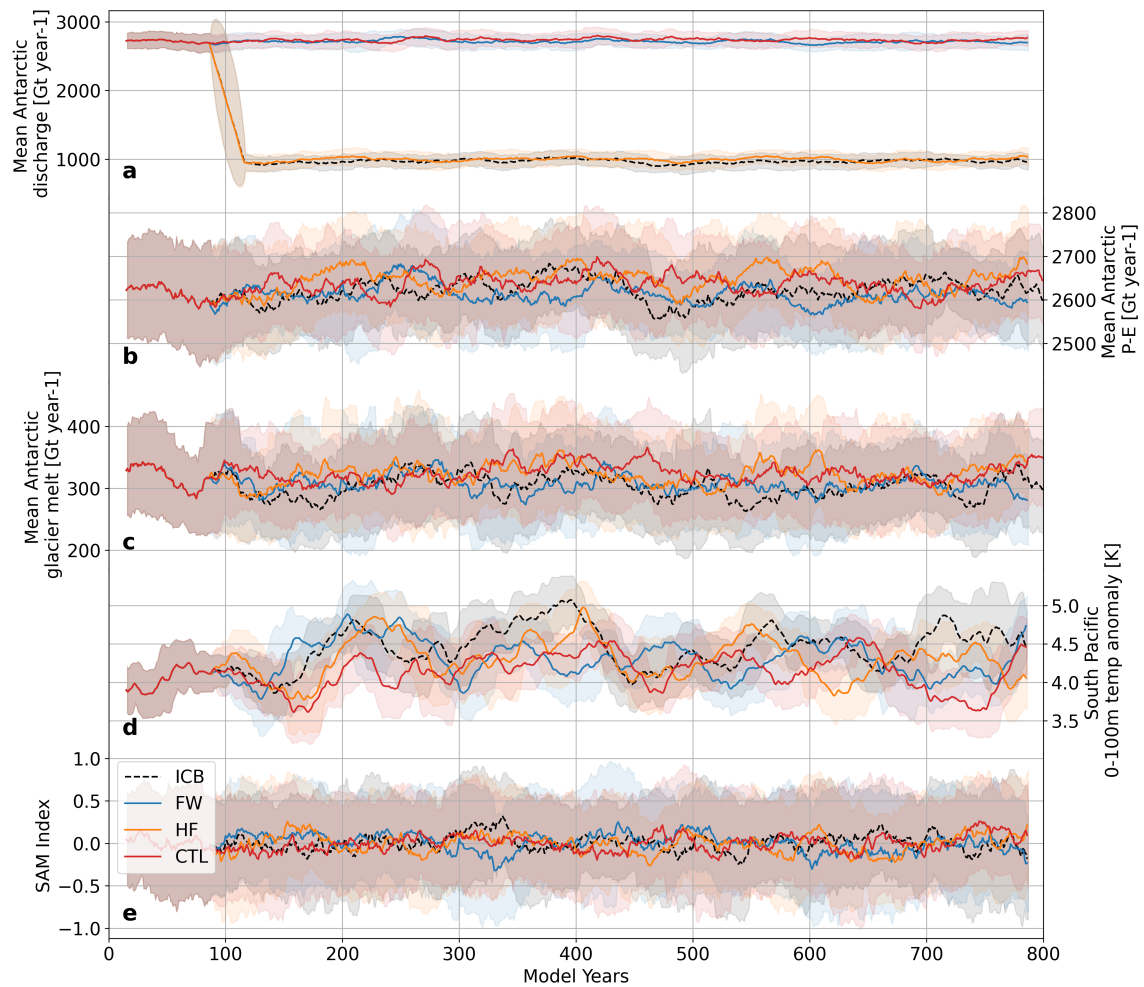 3000
2000
1000
Mean Antarctic
discharge [Gt year-1]
a
2800
2700
2600
2500
Mean Antarctic
P-E [Gt year-1]
b
400
300
200
Mean Antarctic
glacier melt [Gt year-1]
c
5.0
4.5
4.0
3.5
South Pacific
0-100m temp anomaly [K]
d
1.0
0.5
0.0
−0.5
−1.0
SAM Index
ICB
FW
HF
CTL
e
0 100 200 300 400 500 600 700 800
Model Years